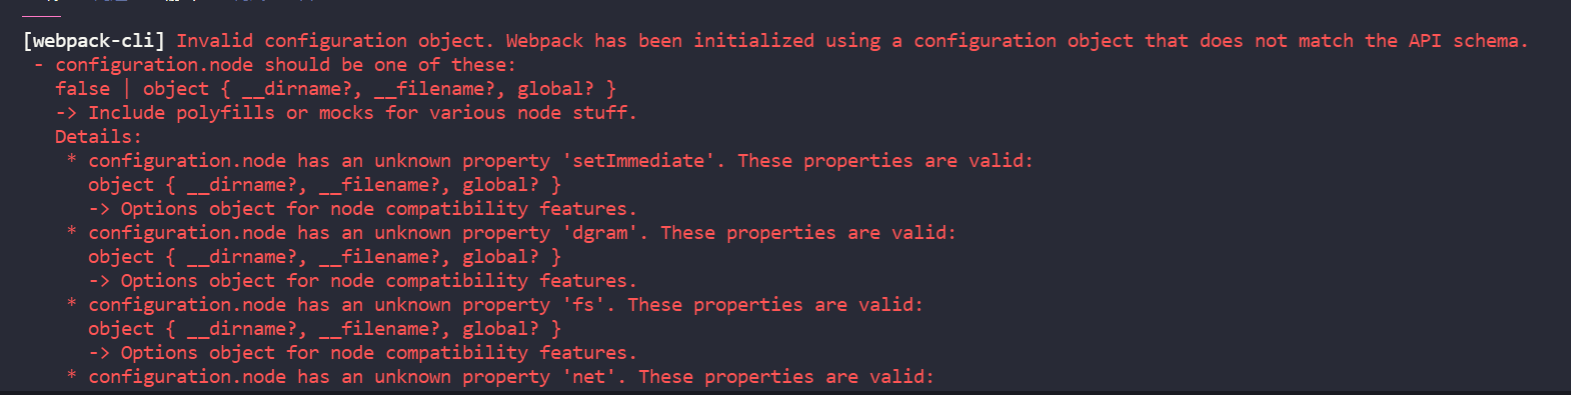 [webpack-cli] Invalid configuration object. Webpack has been initialized using a configuration object that does not match the API schema.
- configuration.node should be one of these:
false | object { __dirname?, __filename?, global? }
-> Include polyfills or mocks for various node stuff.
Details:
* configuration.node has an unknown property 'setImmediate'. These properties are valid:
object { __dirname?, __filename?, global? }
-> Options object for node compatibility features.
* configuration.node has an unknown property 'dgram'. These properties are valid:
object { __dirname?, __filename?, global? }
-> Options object for node compatibility features.
* configuration.node has an unknown property 'fs'. These properties are valid:
object { __dirname?, __filename?, global? }
-> Options object for node compatibility features.
* configuration.node has an unknown property 'net'. These properties are valid: